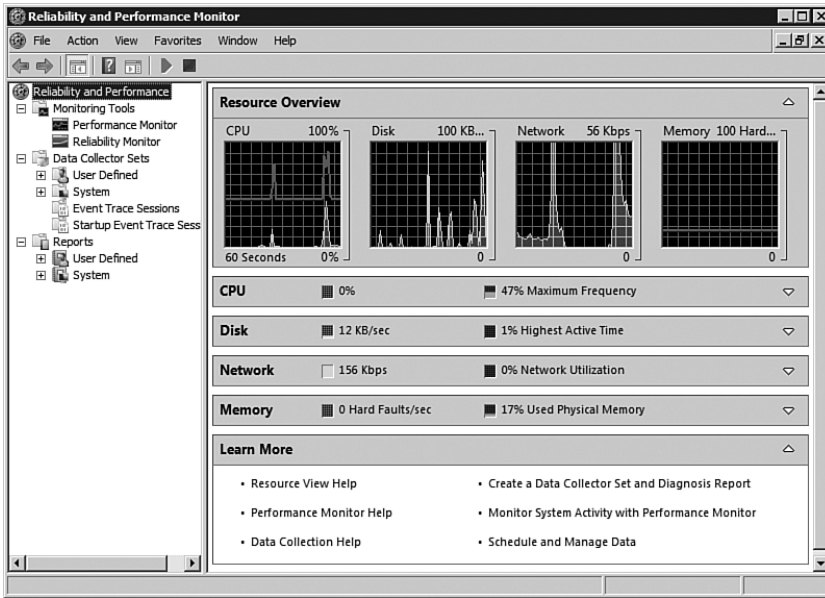 Reliability and Performance Monitor
File Action View Favorites Window Help
Reliability and Performance
Monitoring Tools
Performance Monitor
Reliability Monitor
Data Collector Sets
User Defined
System
Event Trace Sessions
Startup Event Trace Sess
Reports
User Defined
System
Resource Overview
CPU 100% Disk 100 KB... Network 56 Kbps Memory 100 Hard...
60 Seconds 0% 0 0 0
CPU 0% 47% Maximum Frequency
Disk 12 KB/sec 1% Highest Active Time
Network 156 Kbps 0% Network Utilization
Memory 0 Hard Faults/sec 17% Used Physical Memory
Learn More
• Resource View Help • Create a Data Collector Set and Diagnosis Report
• Performance Monitor Help • Monitor System Activity with Performance Monitor
• Data Collection Help • Schedule and Manage Data